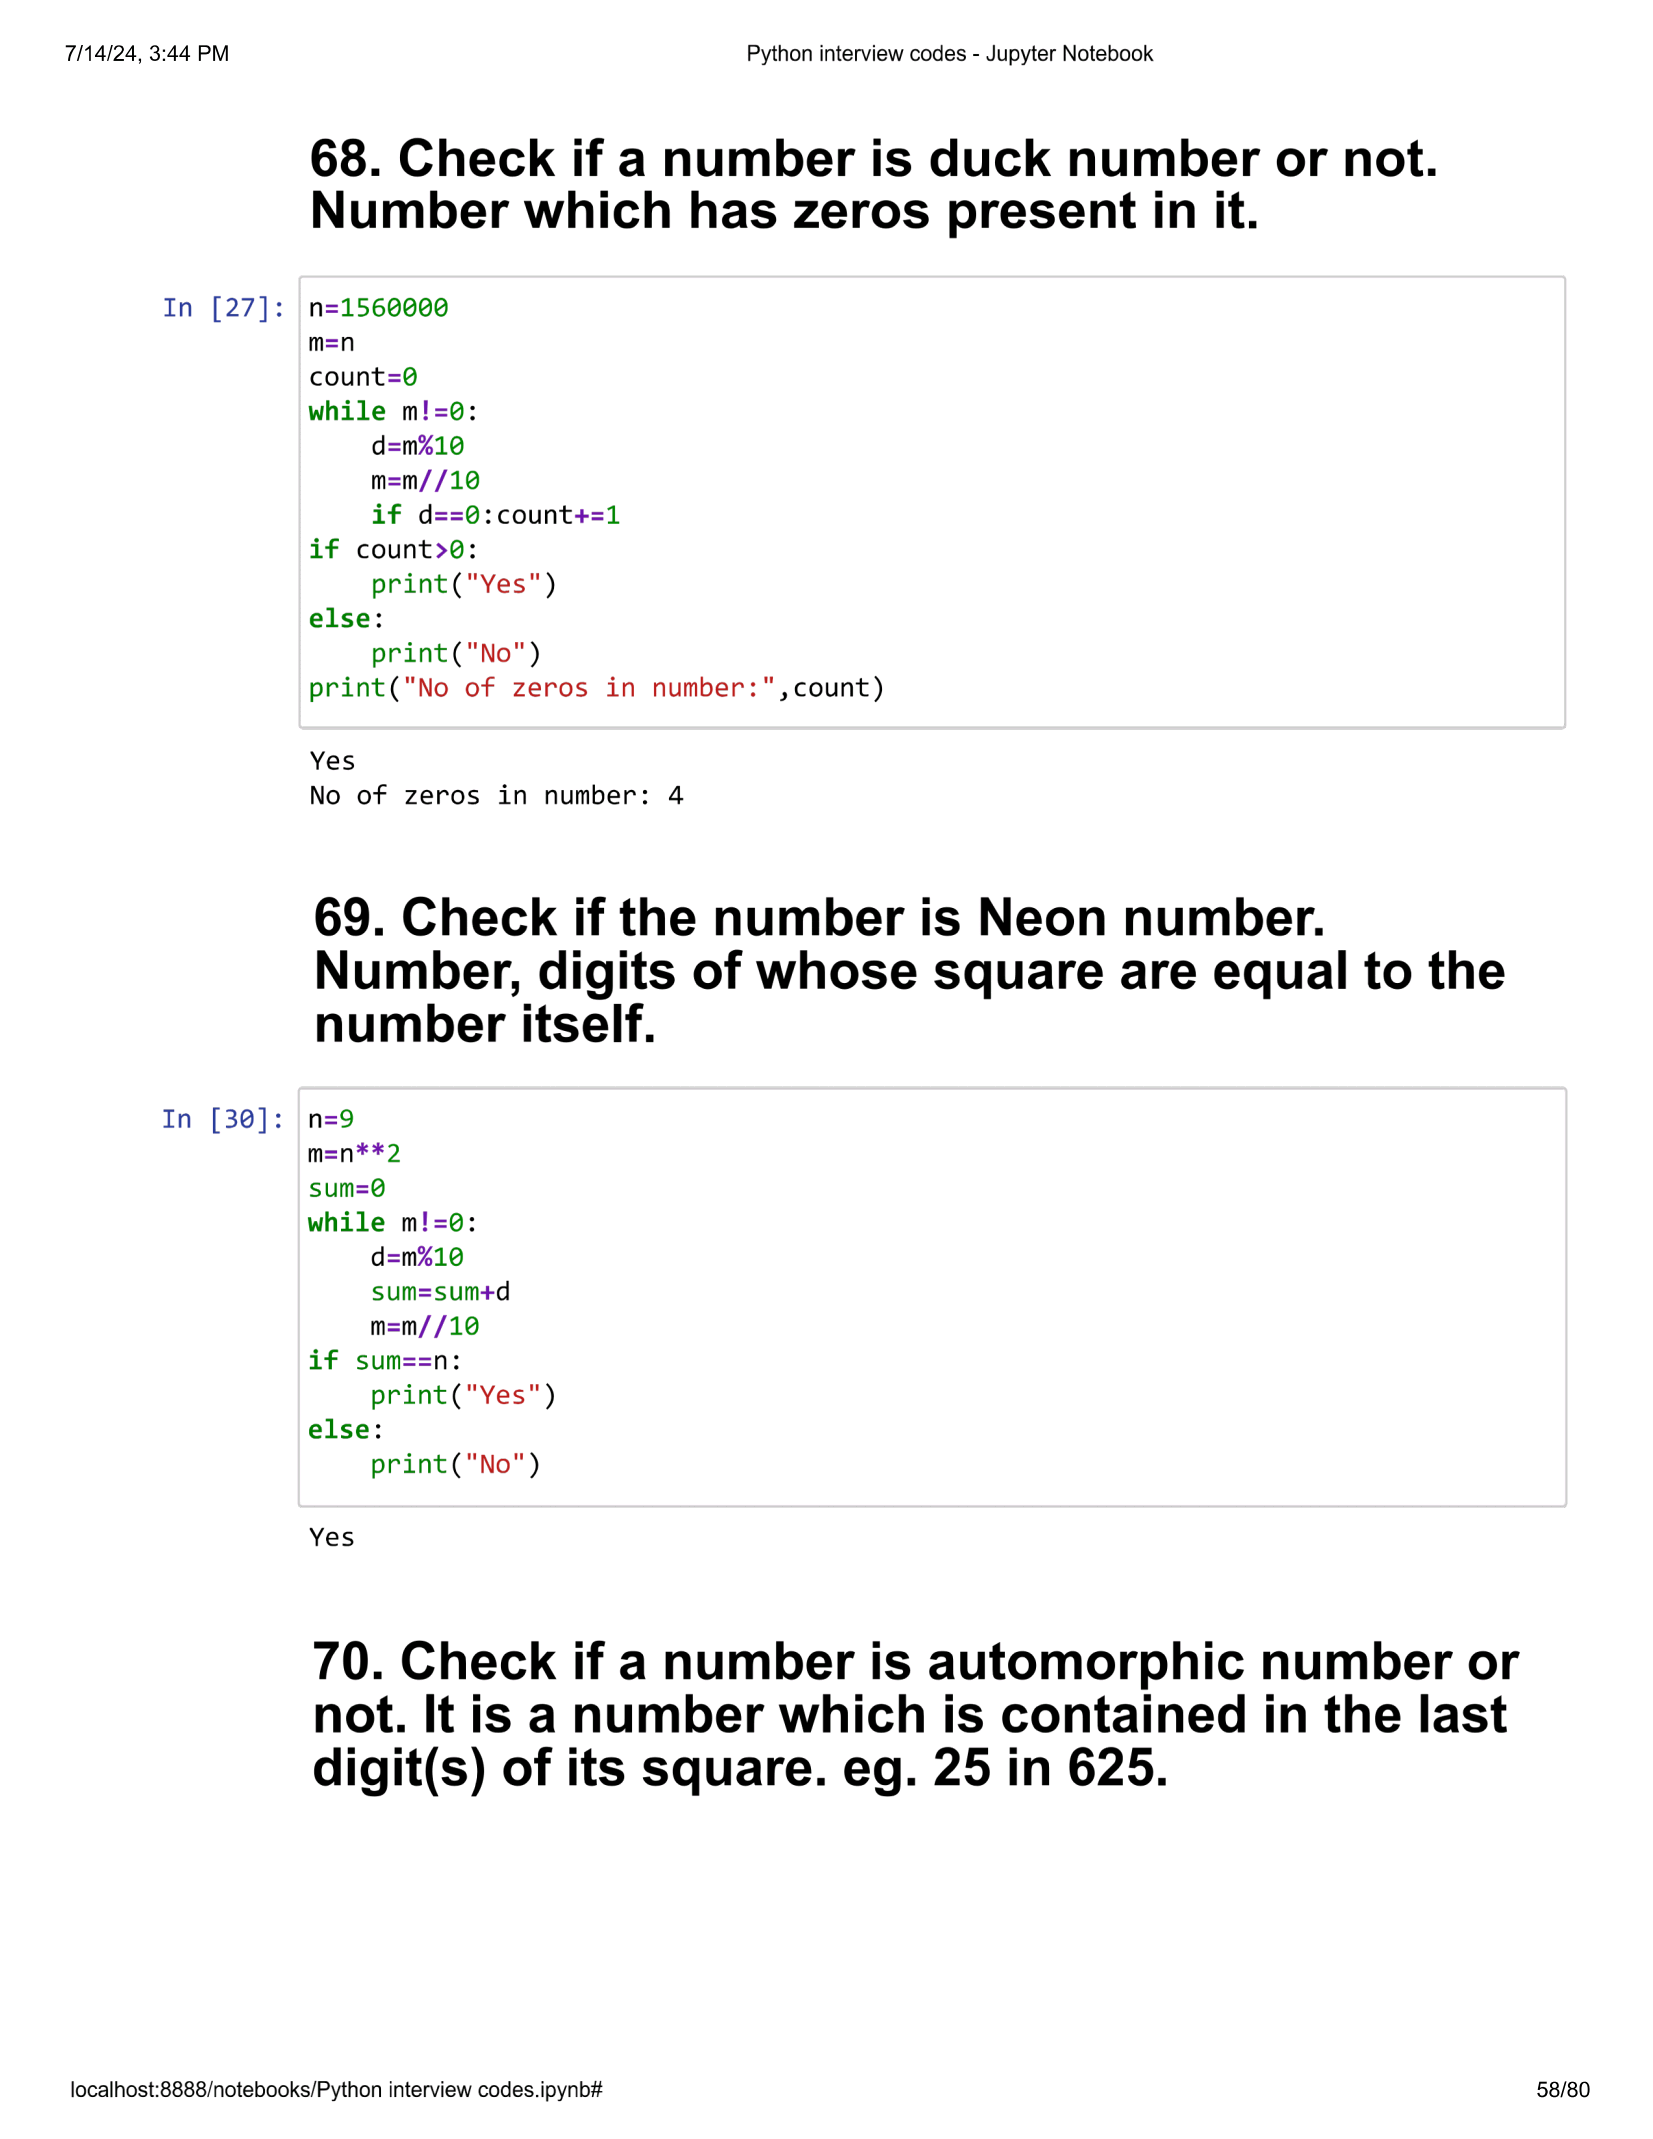 7/14/24, 3:44 PM
Python interview codes - Jupyter Notebook
68. Check if a number is duck number or not.
Number which has zeros present in it.
In [27]:
n=1560000
m=n
count=0
while m!=0:
    d=m%10
    m=m//10
    if d==0:count+=1
if count>0:
    print("Yes")
else:
    print("No")
print("No of zeros in number:",count)
Yes
No of zeros in number: 4
69. Check if the number is Neon number.
Number, digits of whose square are equal to the
number itself.
In [30]:
n=9
m=n**2
sum=0
while m!=0:
    d=m%10
    sum=sum+d
    m=m//10
if sum==n:
    print("Yes")
else:
    print("No")
Yes
70. Check if a number is automorphic number or
not. It is a number which is contained in the last
digit(s) of its square. eg. 25 in 625.
localhost:8888/notebooks/Python interview codes.ipynb#
58/80